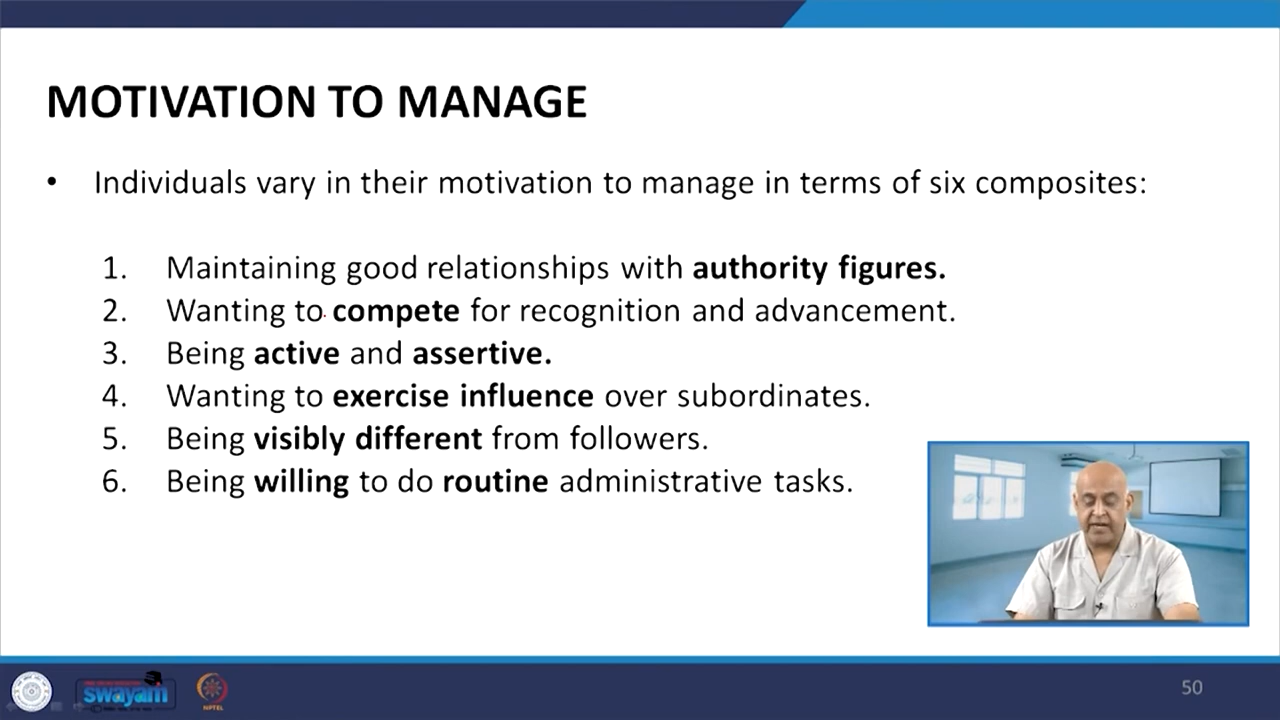 MOTIVATION TO MANAGE
• Individuals vary in their motivation to manage in terms of six composites:
1. Maintaining good relationships with authority figures.
2. Wanting to compete for recognition and advancement.
3. Being active and assertive.
4. Wanting to exercise influence over subordinates.
5. Being visibly different from followers.
6. Being willing to do routine administrative tasks.
swayam
NPTEL
50